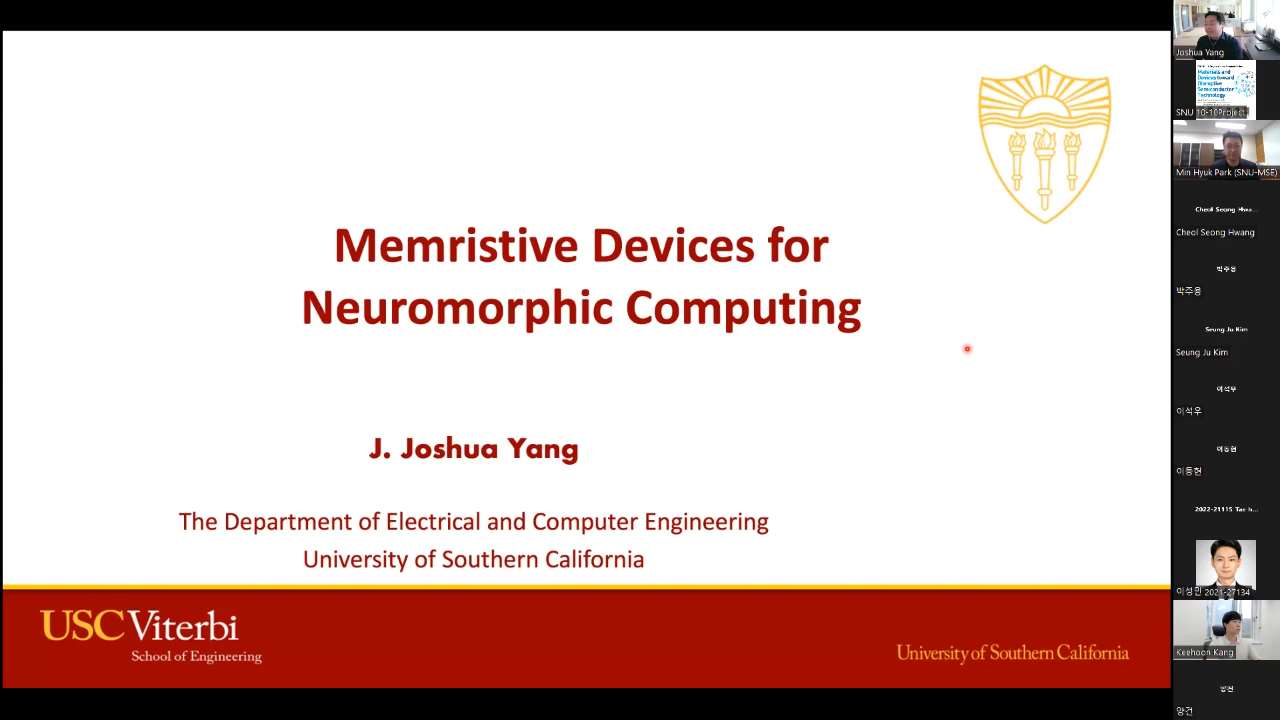 Memristive Devices for
Neuromorphic Computing
J. Joshua Yang
The Department of Electrical and Computer Engineering
University of Southern California
USC Viterbi
School of Engineering
University of Southern California
Joshua Yang
Materials and
Devices toward
Disruptive
Semiconductor
Technology
SNU 10-10Project
Min Hyuk Park (SNU-MSE)
Cheol Seong Hwa...
Cheol Seong Hwang
박주용
박주용
Seung Ju Kim
Seung Ju Kim
이석우
이석우
이동현
이동현
2022-21115 Tae h...
이성민 2021-27134
Keehoon Kang
양건
양건